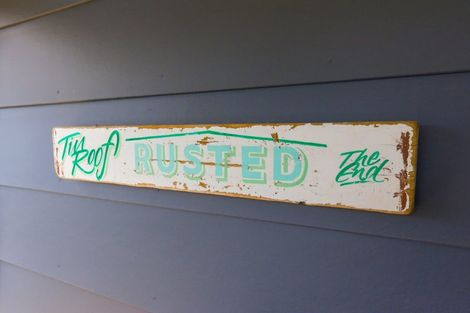 Tin Roof
RUSTED
The End